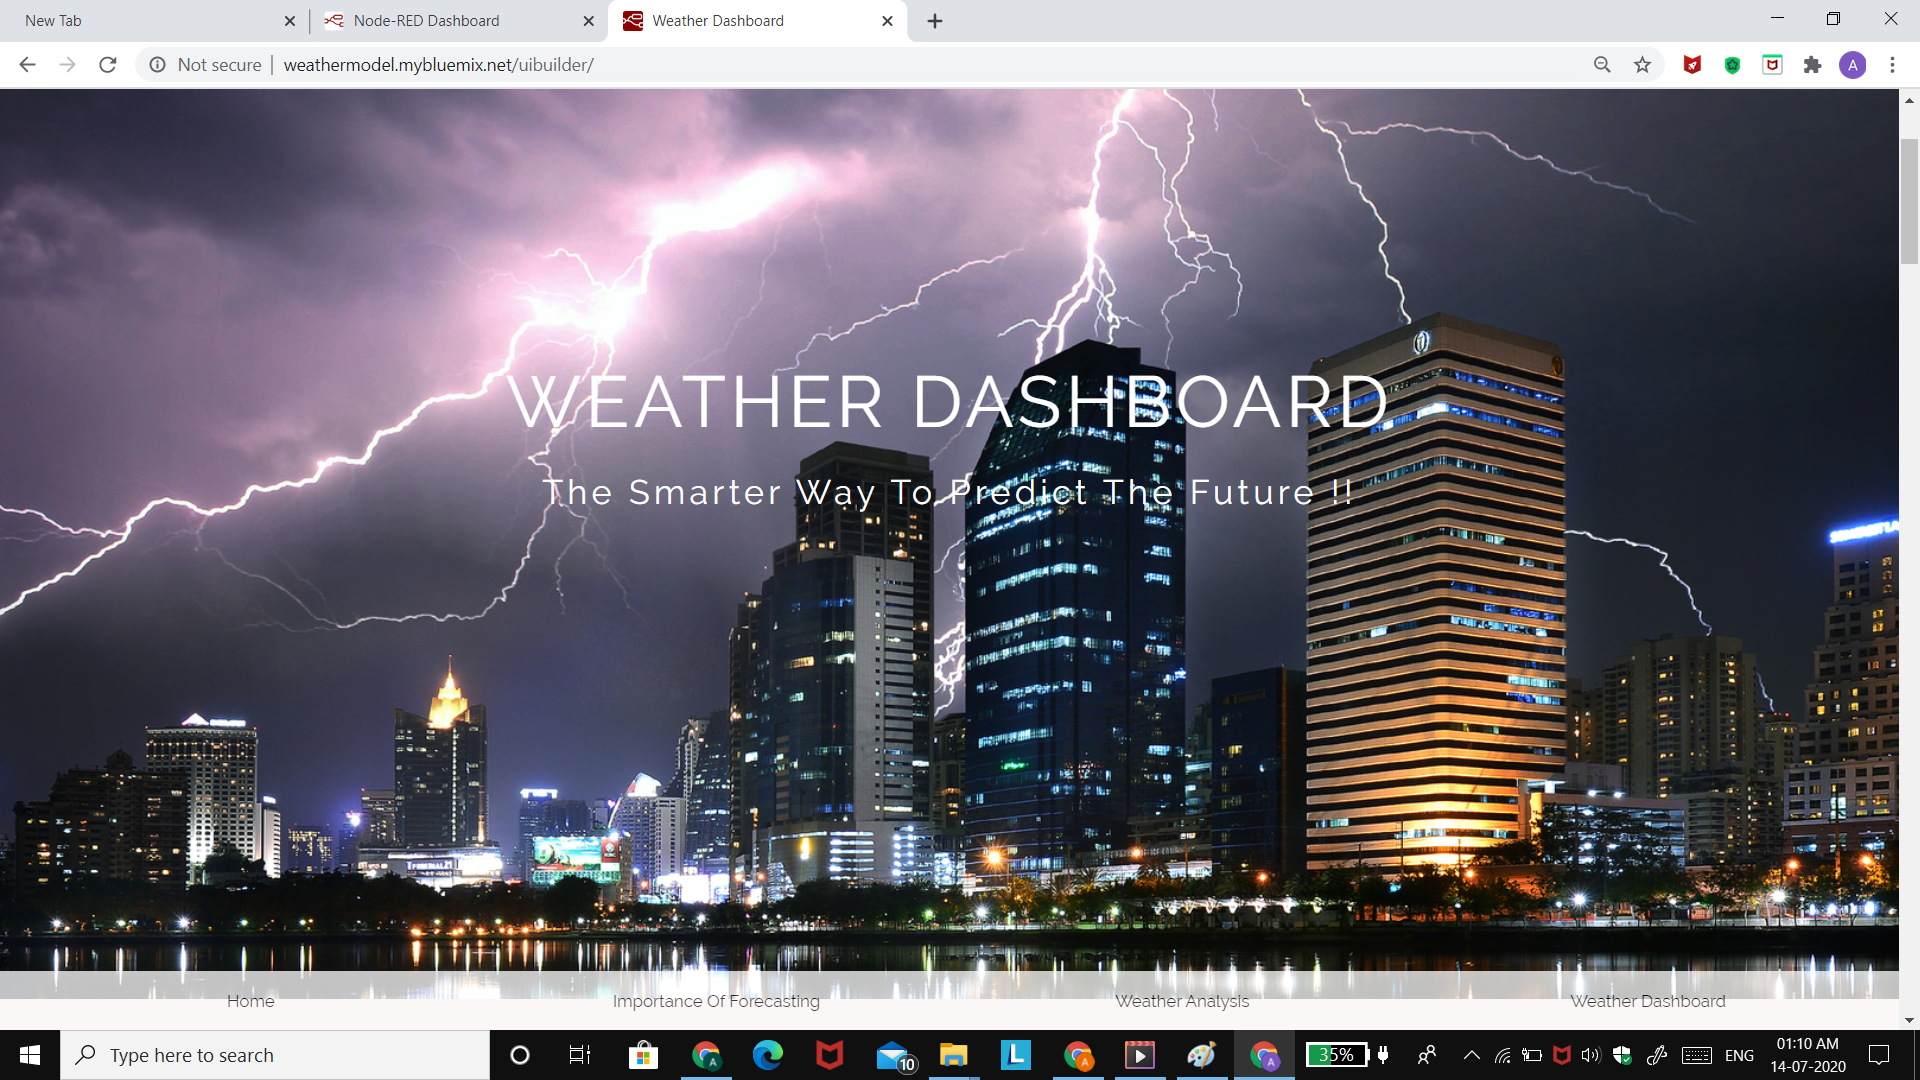 New Tab
Node-RED Dashboard
Weather Dashboard
Not secure
weathermodel.mybluemix.net/uibuilder/
A
WEATHER DASHBOARD
The Smarter Way To Predict The Future !!
Home
Importance Of Forecasting
Weather Analysis
Weather Dashboard
Type here to search
10
35%
ENG
01:10 AM
14-07-2020